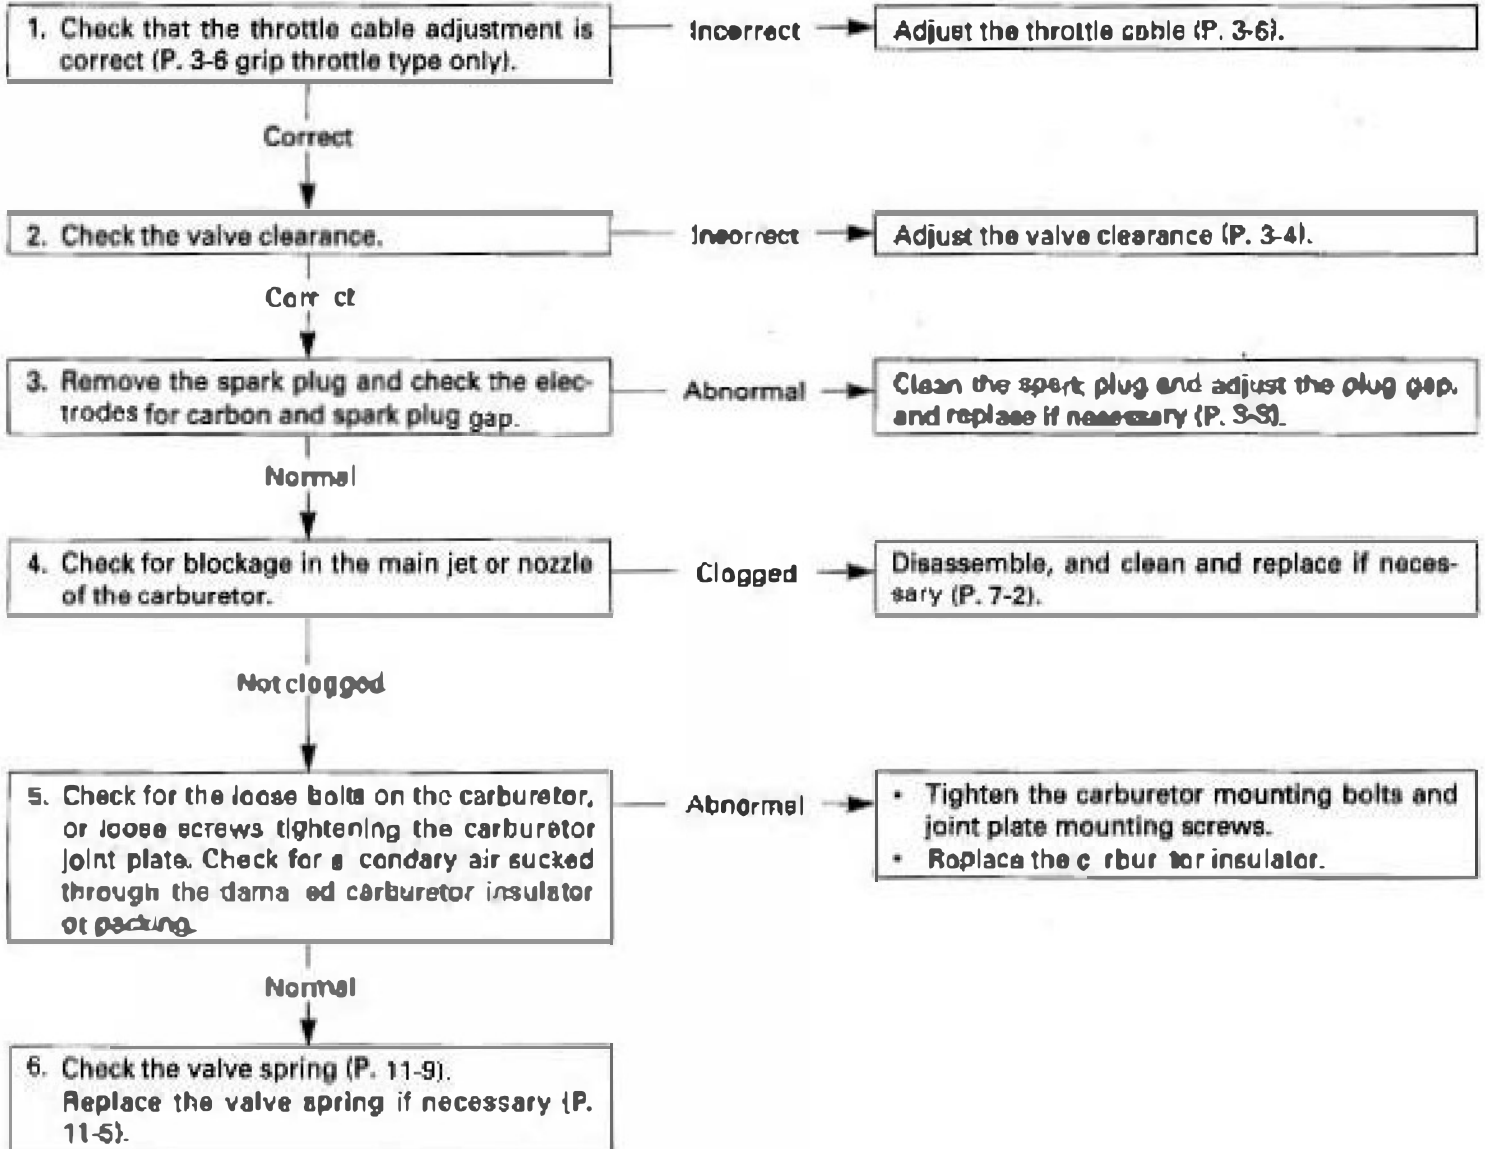 1. Check that the throttle cable adjustment is
correct (P. 3-6 grip throttle type only).
Incorrect
Adjust the throttle cable (P. 3-6).
Correct
2. Check the valve clearance.
Incorrect
Adjust the valve clearance (P. 3-4).
Correct
3. Remove the spark plug and check the elec-
trodes for carbon and spark plug gap.
Abnormal
Clean the spark plug and adjust the plug gap,
and replace if necessary
Normal
4. Check for blockage in the main jet or nozzle
of the carburetor.
Clogged
Disassemble, and clean and replace if neces-
sary (P. 7-2).
Not clogged
5. Check for the loose bolts on the carburetor,
or loose screws tightening the carburetor
joint plate. Check for secondary air sucked
through the damaged carburetor insulator
or packing.
Abnormal
• Tighten the carburetor mounting bolts and
joint plate mounting screws.
• Replace the carburetor insulator.
Normal
6. Check the valve spring (P. 11-9).
Replace the valve spring if necessary (P.
11-5).